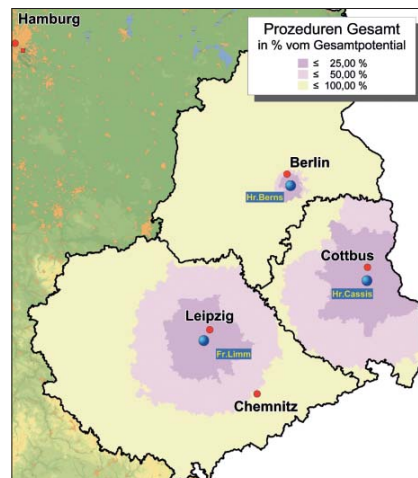 Hamburg
Prozeduren Gesamt
in % vom Gesamtpotential
≤ 25,00 %
≤ 50,00 %
≤ 100,00 %
Berlin
Hr.Berns
Cottbus
Hr.Cassis
Leipzig
Fr.Limm
Chemnitz